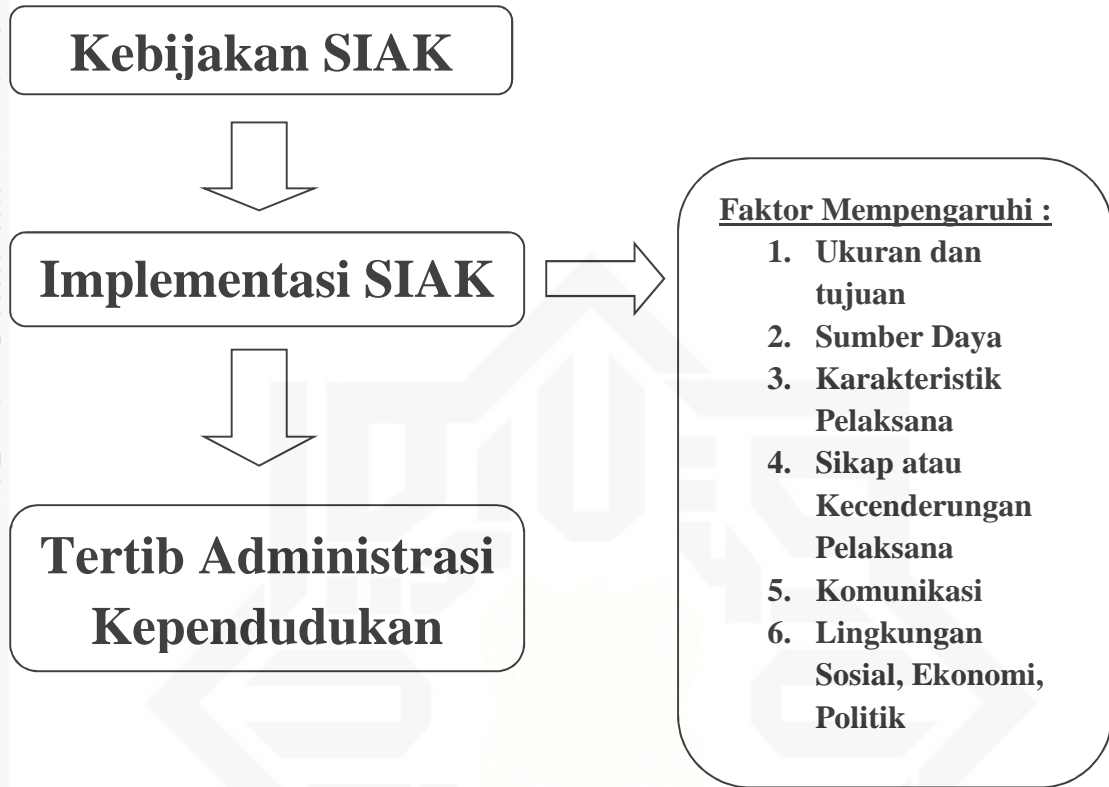 Kebijakan SIAK
Implementasi SIAK
Tertib Administrasi
Kependudukan
Faktor Mempengaruhi :
1. Ukuran dan
tujuan
2. Sumber Daya
3. Karakteristik
Pelaksana
4. Sikap atau
Kecenderungan
Pelaksana
5. Komunikasi
6. Lingkungan
Sosial, Ekonomi,
Politik